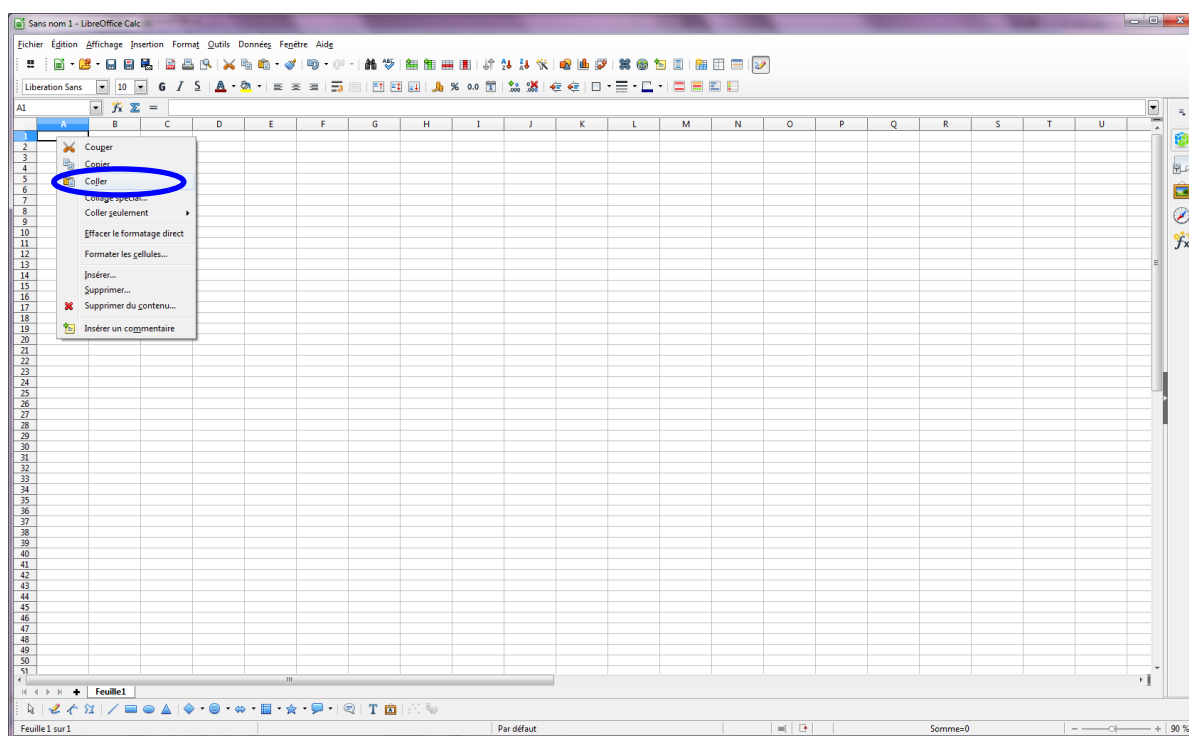 Sans nom 1 - LibreOffice Calc
Fichier Édition Affichage Insertion Format Outils Données Fenêtre Aide
Liberation Sans 10 G I S A % 0.0
A1 fx Σ =
A B C D E F G H I J K L M N O P Q R S T U
1
2
3
4
5
6
7
8
9
10
11
12
13
14
15
16
17
18
19
20
21
22
23
24
25
26
27
28
29
30
31
32
33
34
35
36
37
38
39
40
41
42
43
44
45
46
47
48
49
50
51
Couper
Copier
Coller
Collage spécial...
Coller seulement
Effacer le formatage direct
Formater les cellules...
Insérer...
Supprimer...
Supprimer du contenu...
Insérer un commentaire
Feuille1
Feuille 1 sur 1 Par défaut Somme=0 90 %